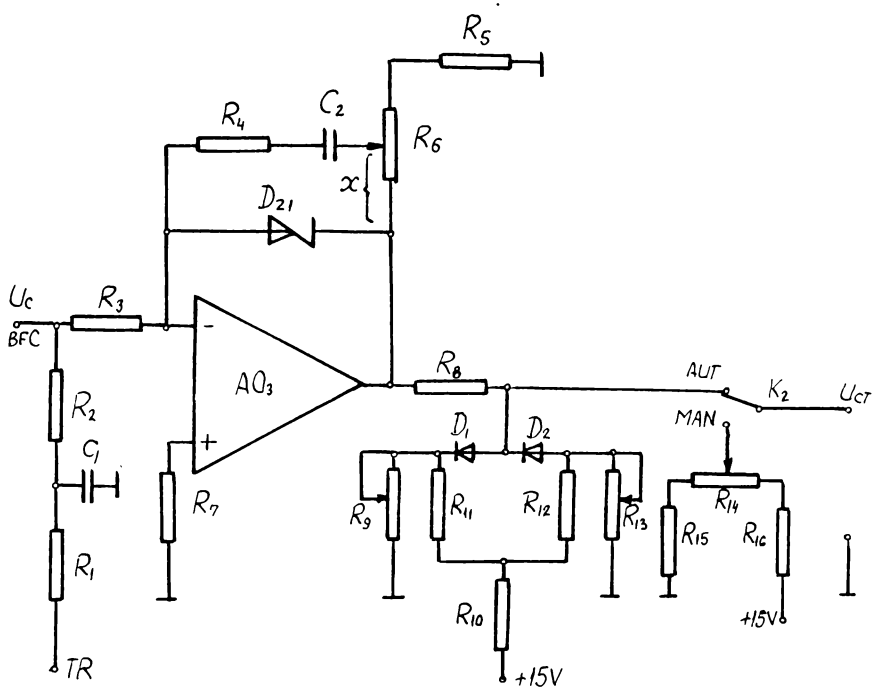 R5
C2
R4
R6
x
D21
Uc
R3
BFC
-
R8
AUT
K2
UCT
AO3
R2
MAN
D1
D2
+
C1
R14
R9
R11
R12
R13
R7
R15
R16
R1
R10
+15V
TR
+15V